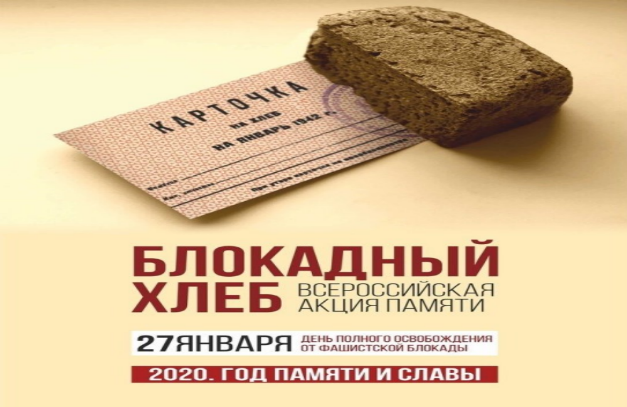 КАРТОЧКА
НА ХЛЕБ
НА ЯНВАРЬ 1942 г.
БЛОКАДНЫЙ
ХЛЕБ
ВСЕРОССИЙСКАЯ
АКЦИЯ ПАМЯТИ
27ЯНВАРЯ
ДЕНЬ ПОЛНОГО ОСВОБОЖДЕНИЯ
ОТ ФАШИСТСКОЙ БЛОКАДЫ
2020. ГОД ПАМЯТИ И СЛАВЫ